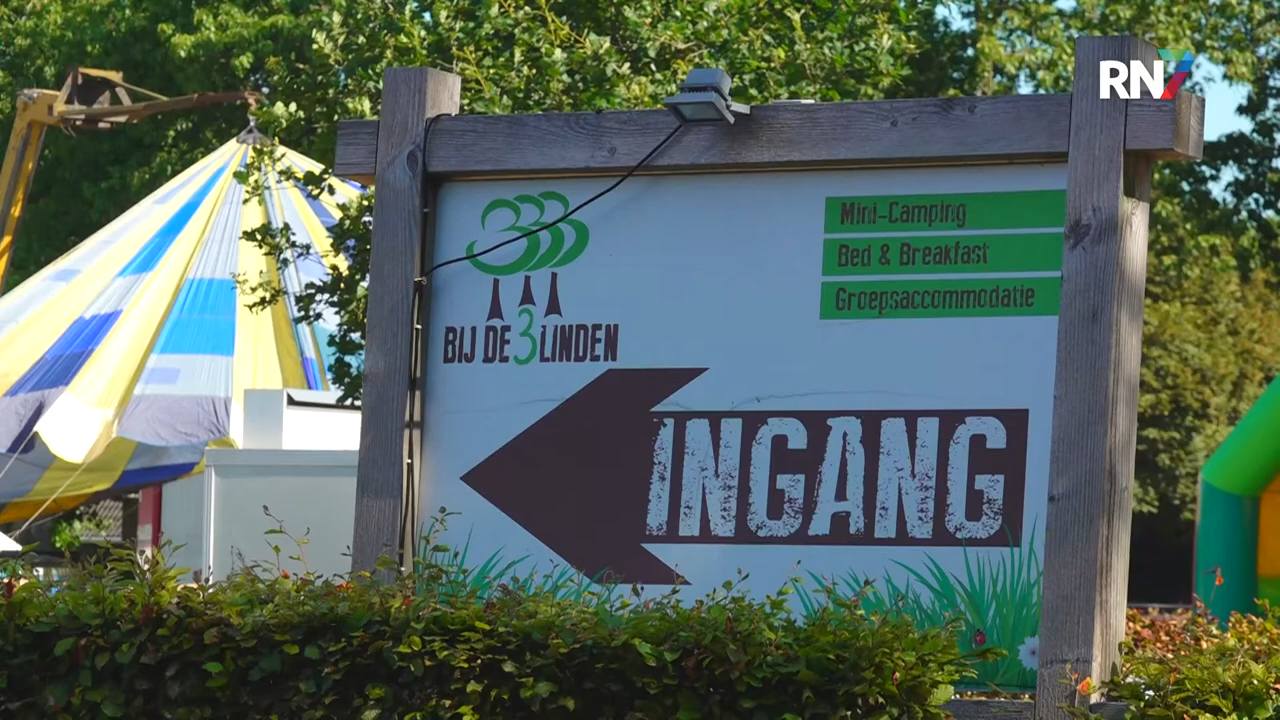 RN7
Mini-Camping
Bed & Breakfast
Groepsaccommodatie
BIJ DE 3 LINDEN
INGANG